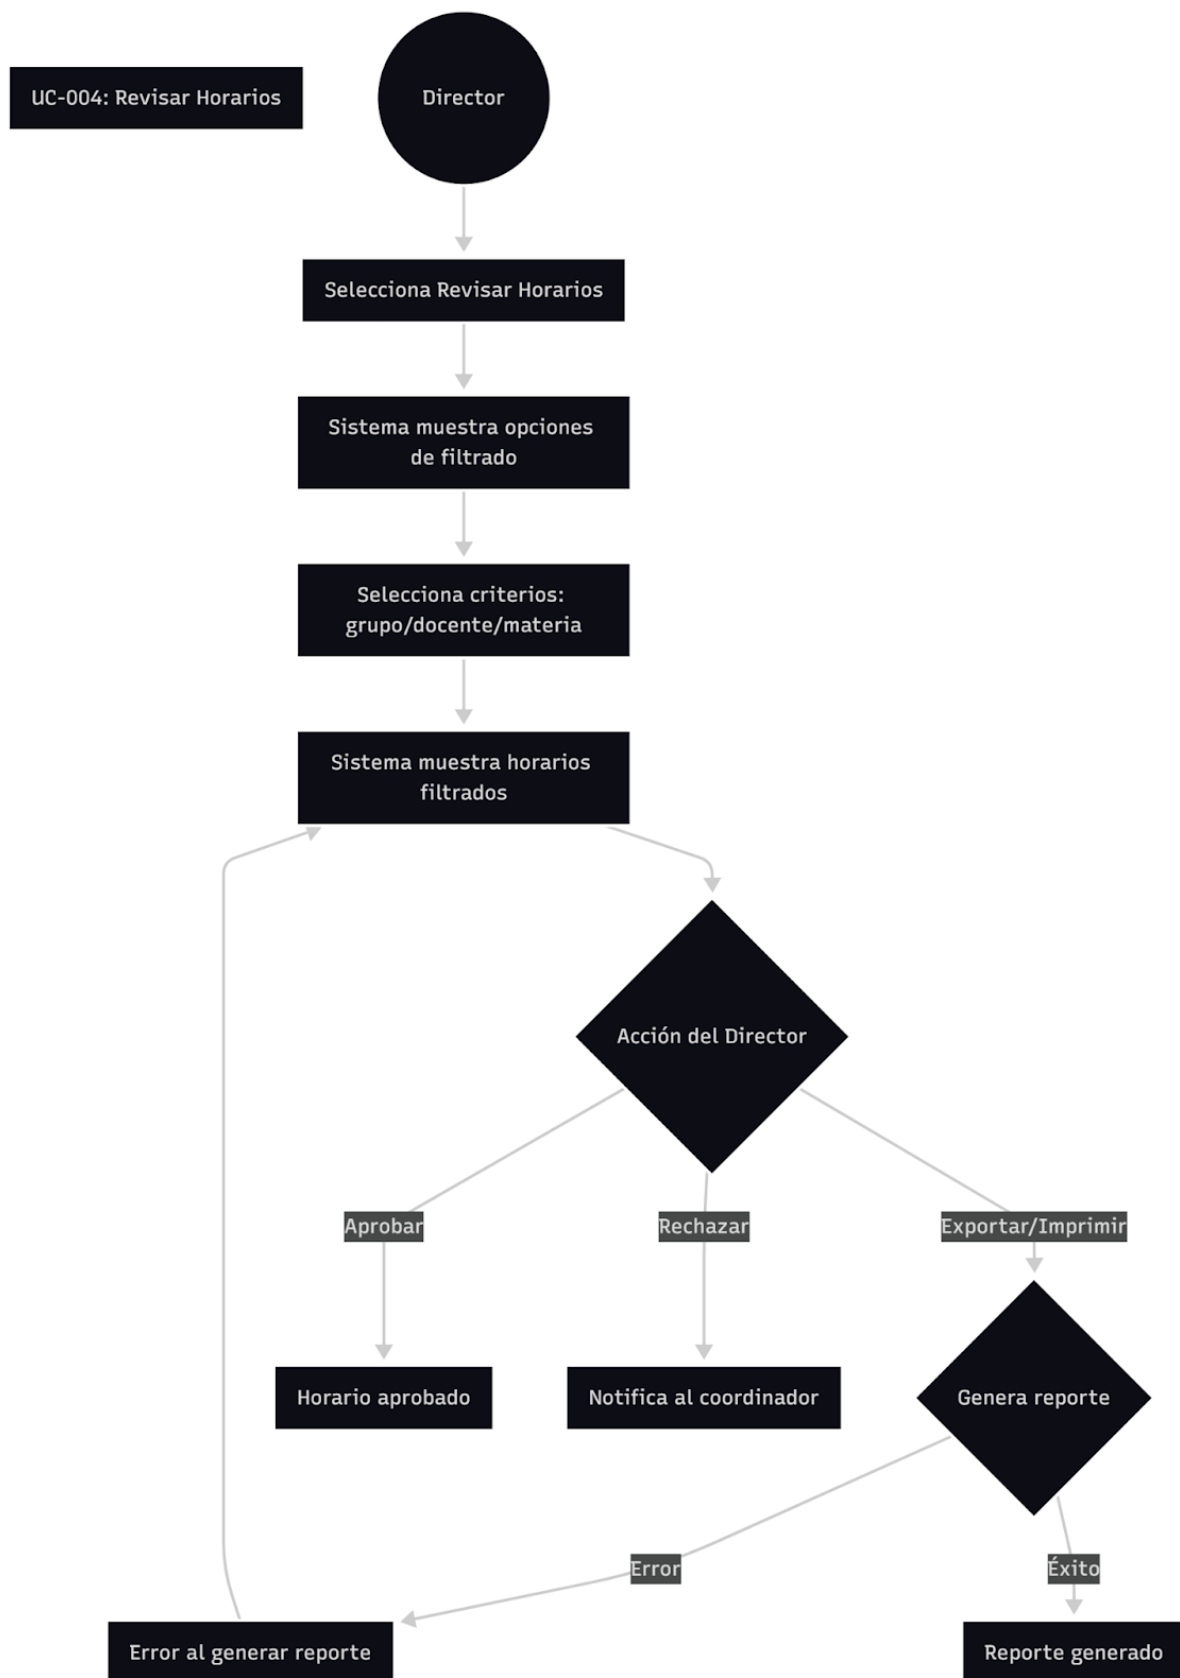 UC-004: Revisar Horarios
Director
Selecciona Revisar Horarios
Sistema muestra opciones
de filtrado
Selecciona criterios:
grupo/docente/materia
Sistema muestra horarios
filtrados
Acción del Director
Aprobar
Rechazar
Exportar/Imprimir
Horario aprobado
Notifica al coordinador
Genera reporte
Error
Éxito
Error al generar reporte
Reporte generado